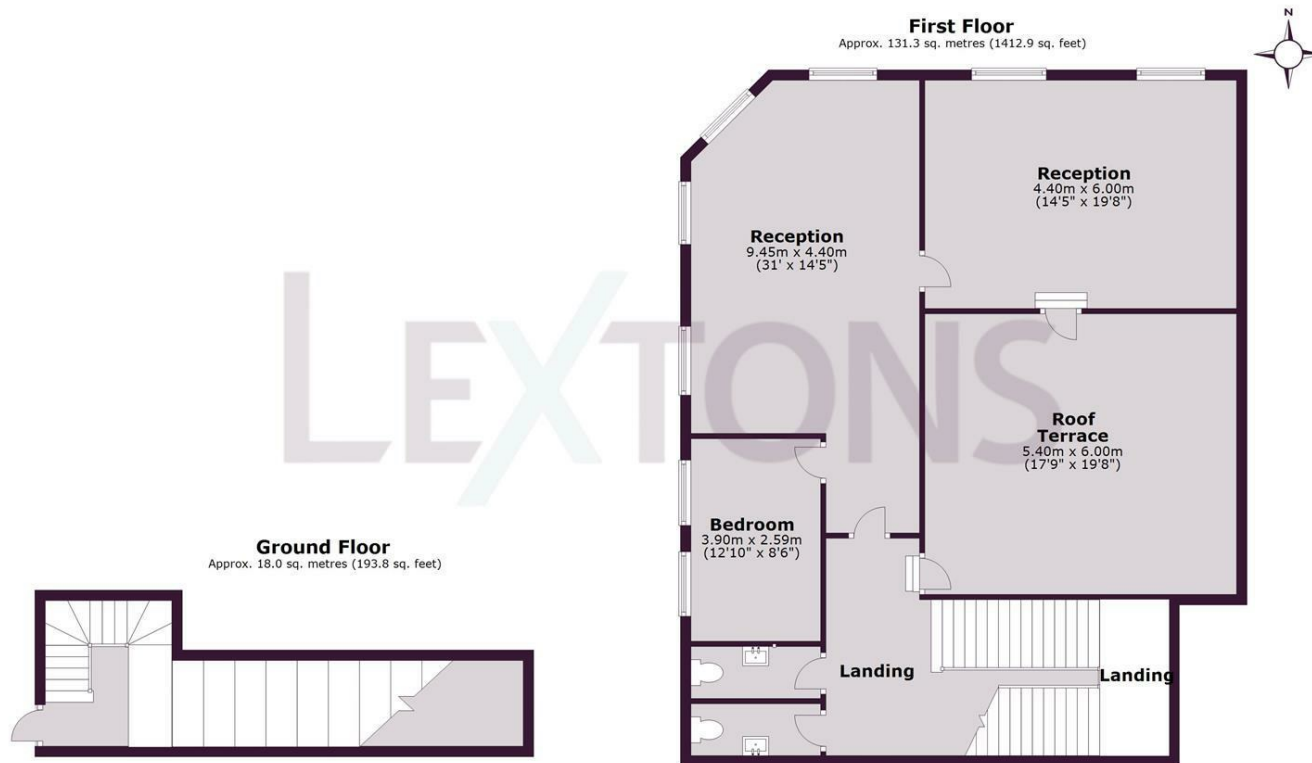 First Floor
Approx. 131.3 sq. metres (1412.9 sq. feet)
N
Reception
4.40m x 6.00m
(14'5" x 19'8")
Reception
9.45m x 4.40m
(31' x 14'5")
LEXTONS
Roof
Terrace
5.40m x 6.00m
(17'9" x 19'8")
Bedroom
3.90m x 2.59m
(12'10" x 8'6")
Ground Floor
Approx. 18.0 sq. metres (193.8 sq. feet)
Landing
Landing